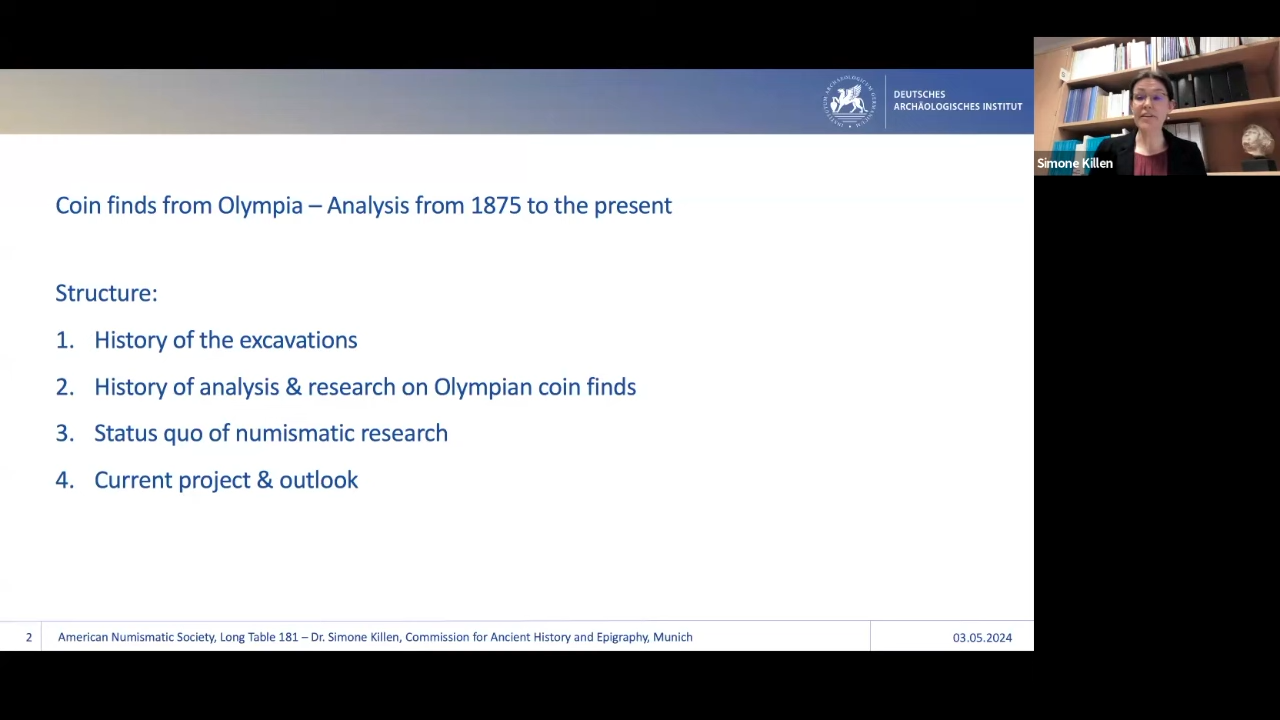 DEUTSCHES
ARCHÄOLOGISCHES INSTITUT
Simone Killen
Coin finds from Olympia – Analysis from 1875 to the present
Structure:
1. History of the excavations
2. History of analysis & research on Olympian coin finds
3. Status quo of numismatic research
4. Current project & outlook
2 American Numismatic Society, Long Table 181 – Dr. Simone Killen, Commission for Ancient History and Epigraphy, Munich 03.05.2024